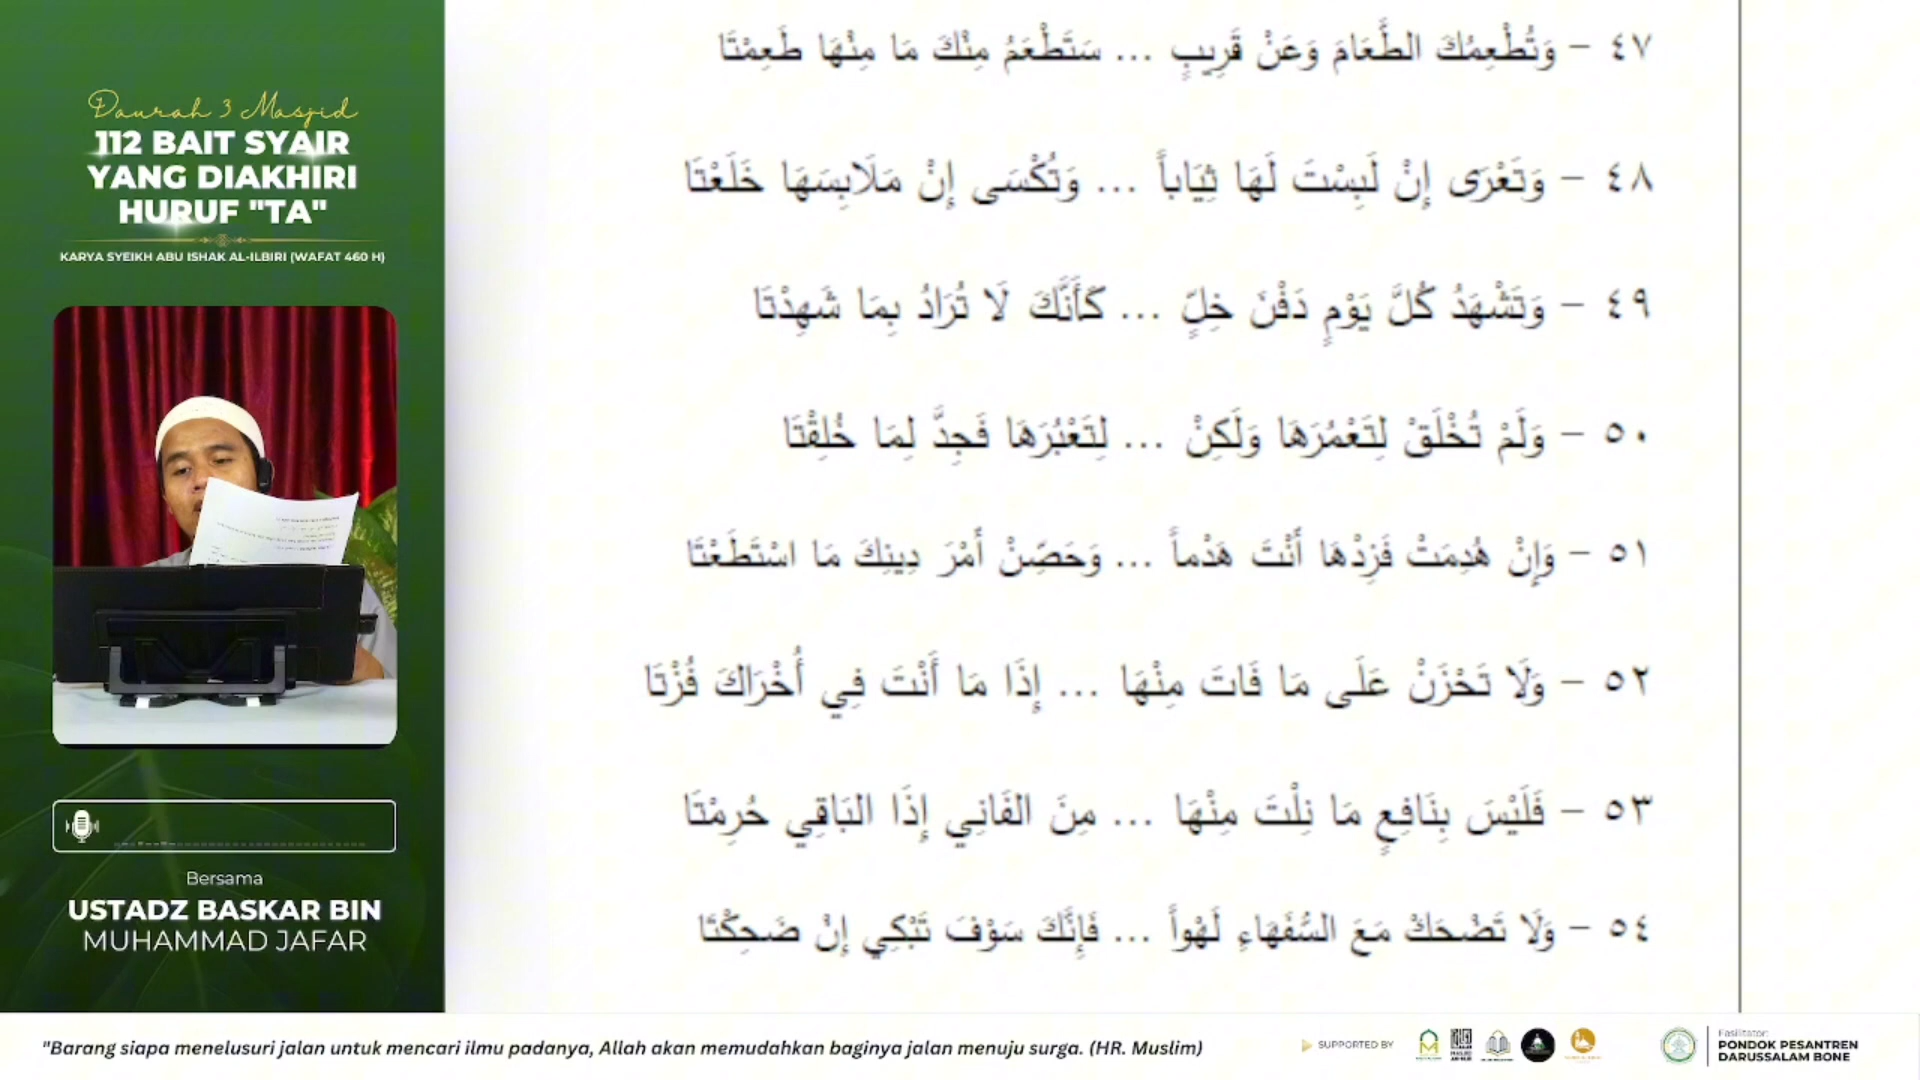 Daurah 3 Masjid
112 BAIT SYAIR
YANG DIAKHIRI
HURUF "TA"
KARYA SYEIKH ABU ISHAK AL-ILBIRI (WAFAT 460 H)
Bersama
USTADZ BASKAR BIN
MUHAMMAD JAFAR
٤٧ – وَتُطْعِمُكَ الطَّعَامَ وَعَنْ قَرِيبٍ ... سَتَطْعَمُ مِنْكَ مَا مِنْهَا طَعِمْتَا
٤٨ – وَتَعْرَى إِنْ لَبِسْتَ لَهَا ثِيَاباً ... وَتُكْسَى إِنْ مَلَابِسَهَا خَلَعْتَا
٤٩ – وَتَشْهَدُ كُلَّ يَوْمٍ دَفْنَ خِلٍّ ... كَأَنَّكَ لَا تُرَادُ بِمَا شَهِدْتَا
٥٠ – وَلَمْ تُخْلَقْ لِتَعْمُرَهَا وَلَكِنْ ... لِتَعْبُرَهَا فَجِدَّ لِمَا خُلِقْتَا
٥١ – وَإِنْ هُدِمَتْ فَزِدْهَا أَنْتَ هَدْماً ... وَحَصِّنْ أَمْرَ دِينِكَ مَا اسْتَطَعْتَا
٥٢ – وَلَا تَحْزَنْ عَلَى مَا فَاتَ مِنْهَا ... إِذَا مَا أَنْتَ فِي أُخْرَاكَ فُزْتَا
٥٣ – فَلَيْسَ بِنَافِعٍ مَا نِلْتَ مِنْهَا ... مِنَ الفَانِي إِذَا البَاقِي حُرِمْتَا
٥٤ – وَلَا تَضْحَكْ مَعَ السُّفَهَاءِ لَهْواً ... فَإِنَّكَ سَوْفَ تَبْكِي إِنْ ضَحِكْتَا
"Barang siapa menelusuri jalan untuk mencari ilmu padanya, Allah akan memudahkan baginya jalan menuju surga. (HR. Muslim)
SUPPORTED BY
Fasilitator:
PONDOK PESANTREN
DARUSSALAM BONE